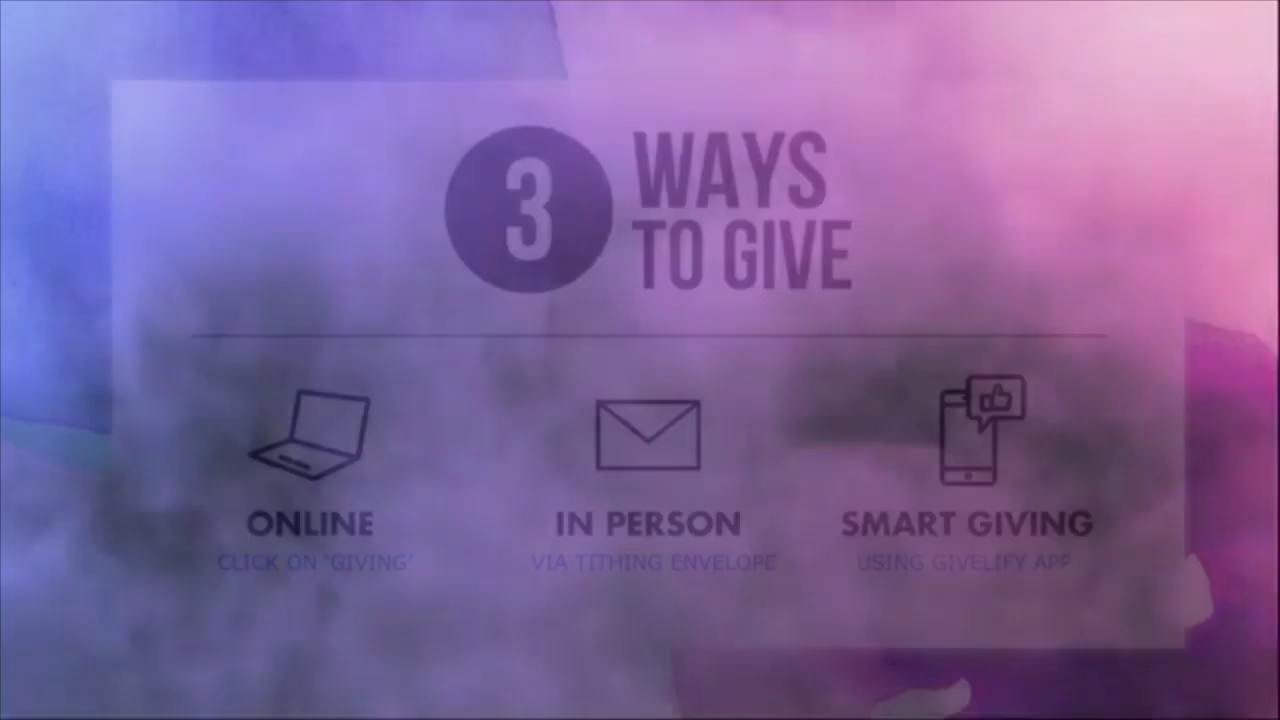 3 WAYS
TO GIVE
ONLINE
CLICK ON 'GIVING'
IN PERSON
VIA TITHING ENVELOPE
SMART GIVING
USING GIVELIFY APP